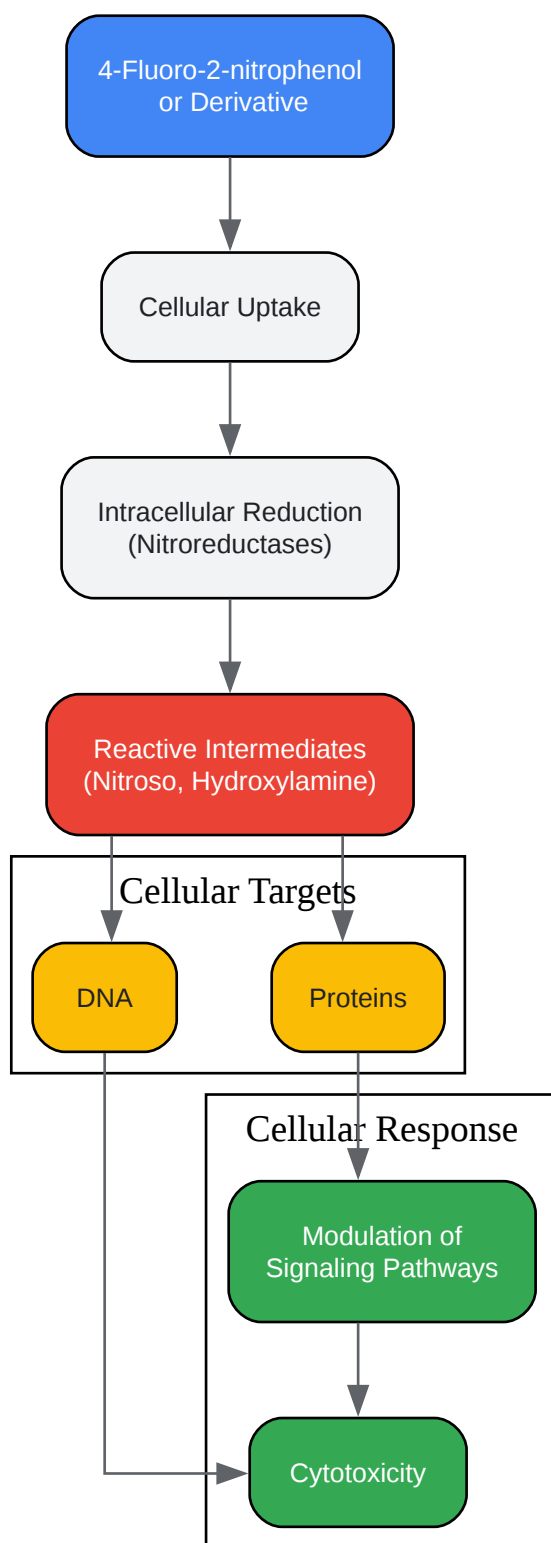 4-Fluoro-2-nitrophenol
or Derivative
Cellular Uptake
Intracellular Reduction
(Nitroreductases)
Reactive Intermediates
(Nitroso, Hydroxylamine)
Cellular Targets
DNA
Proteins
Cellular Response
Modulation of
Signaling Pathways
Cytotoxicity